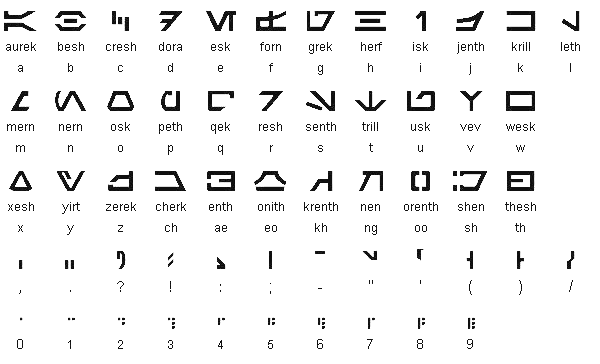 aurek besh cresh dora esk forn grek herf isk jenth krill leth
a b c d e f g h i j k l
mern nern osk peth qek resh senth trill usk vev wesk
m n o p q r s t u v w
xesh yirt zerek cherk enth onith krenth nen orenth shen thesh
x y z ch ae eo kh ng oo sh th
, . ? ! : ; - " ' ( ) /
0 1 2 3 4 5 6 7 8 9